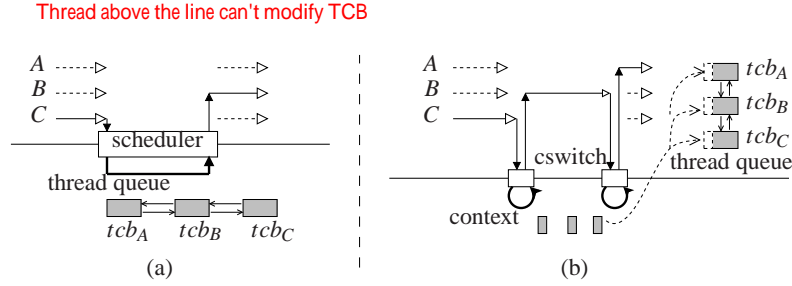 Thread above the line can't modify TCB
A
B
C
scheduler
thread queue
tcbA
tcbB
tcbC
(a)
A
B
C
cswitch
context
tcbA
tcbB
tcbC
thread queue
(b)